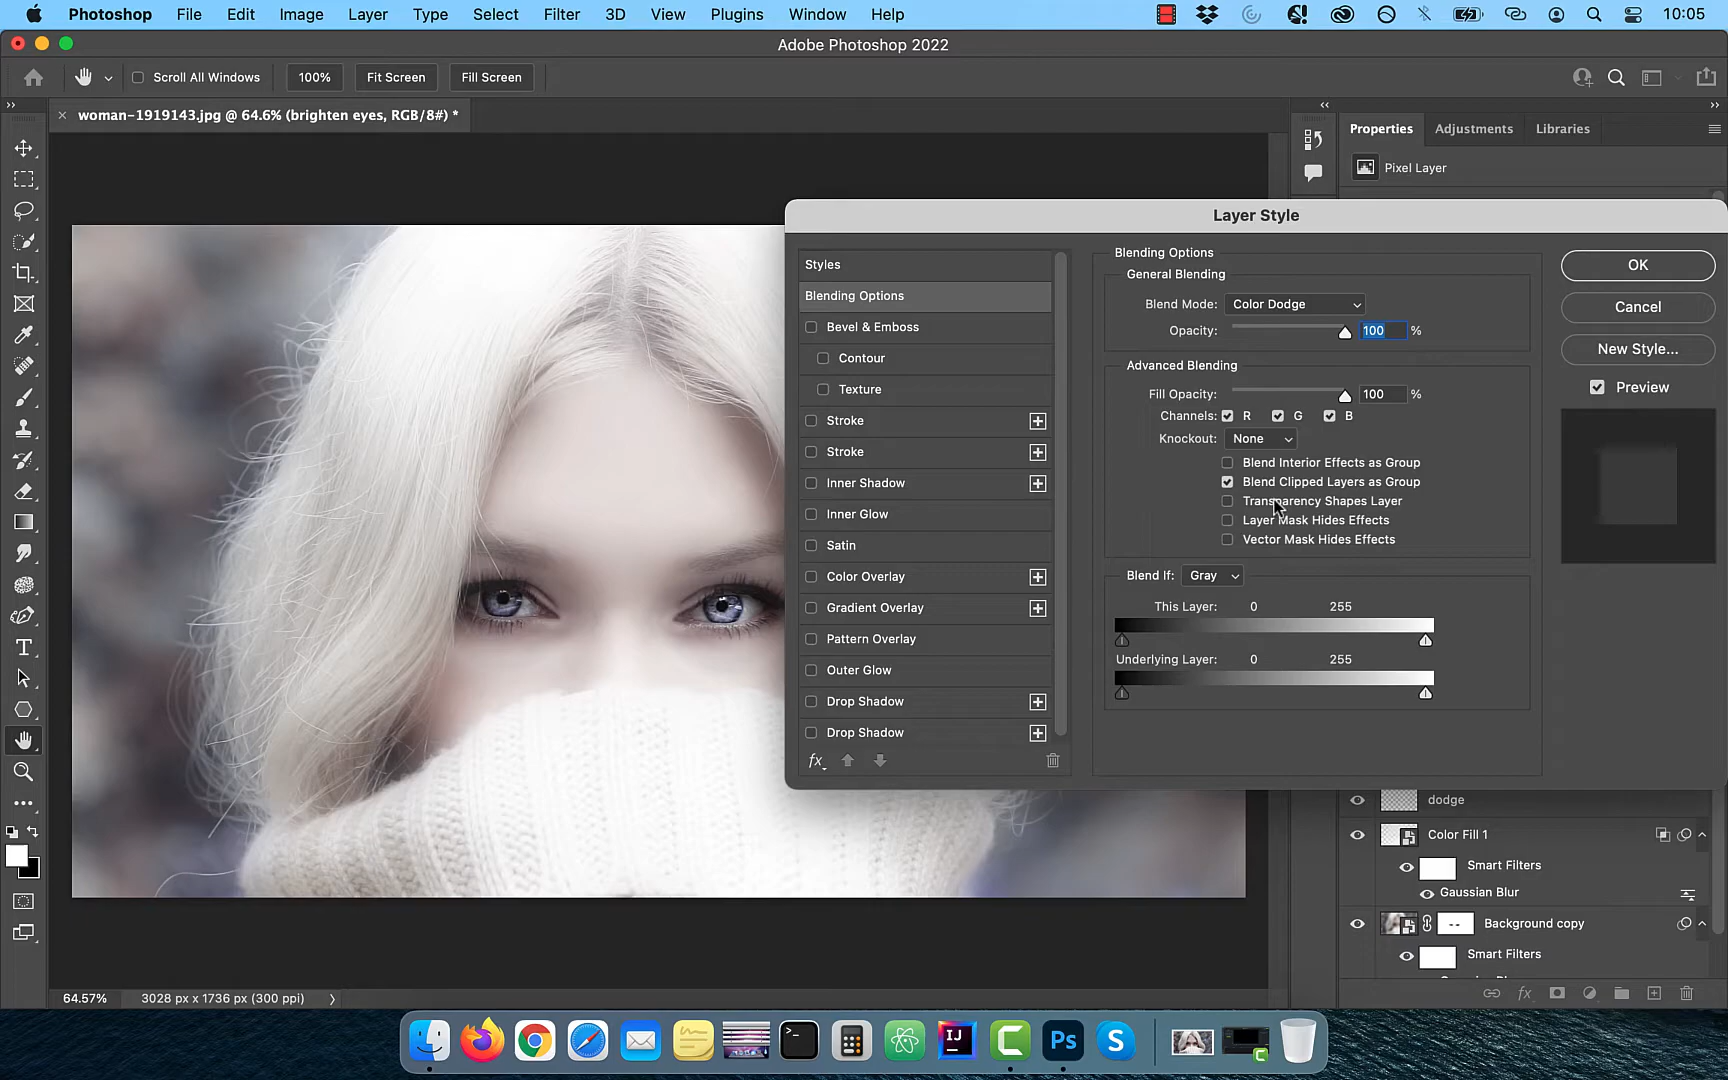 Photoshop File Edit Image Layer Type Select Filter 3D View Plugins Window Help 10:05
Adobe Photoshop 2022
Scroll All Windows 100% Fit Screen Fill Screen
woman-1919143.jpg @ 64.6% (brighten eyes, RGB/8#) *
Properties Adjustments Libraries
Pixel Layer
Layer Style
Styles
Blending Options
Bevel & Emboss
Contour
Texture
Stroke
Stroke
Inner Shadow
Inner Glow
Satin
Color Overlay
Gradient Overlay
Pattern Overlay
Outer Glow
Drop Shadow
Drop Shadow
fx
Blending Options
General Blending
Blend Mode: Color Dodge
Opacity: 100 %
Advanced Blending
Fill Opacity: 100 %
Channels: R G B
Knockout: None
Blend Interior Effects as Group
Blend Clipped Layers as Group
Transparency Shapes Layer
Layer Mask Hides Effects
Vector Mask Hides Effects
Blend If: Gray
This Layer: 0 255
Underlying Layer: 0 255
OK
Cancel
New Style...
Preview
dodge
Color Fill 1
Smart Filters
Gaussian Blur
Background copy
Smart Filters
fx
64.57% 3028 px x 1736 px (300 ppi)
IJ
Ps